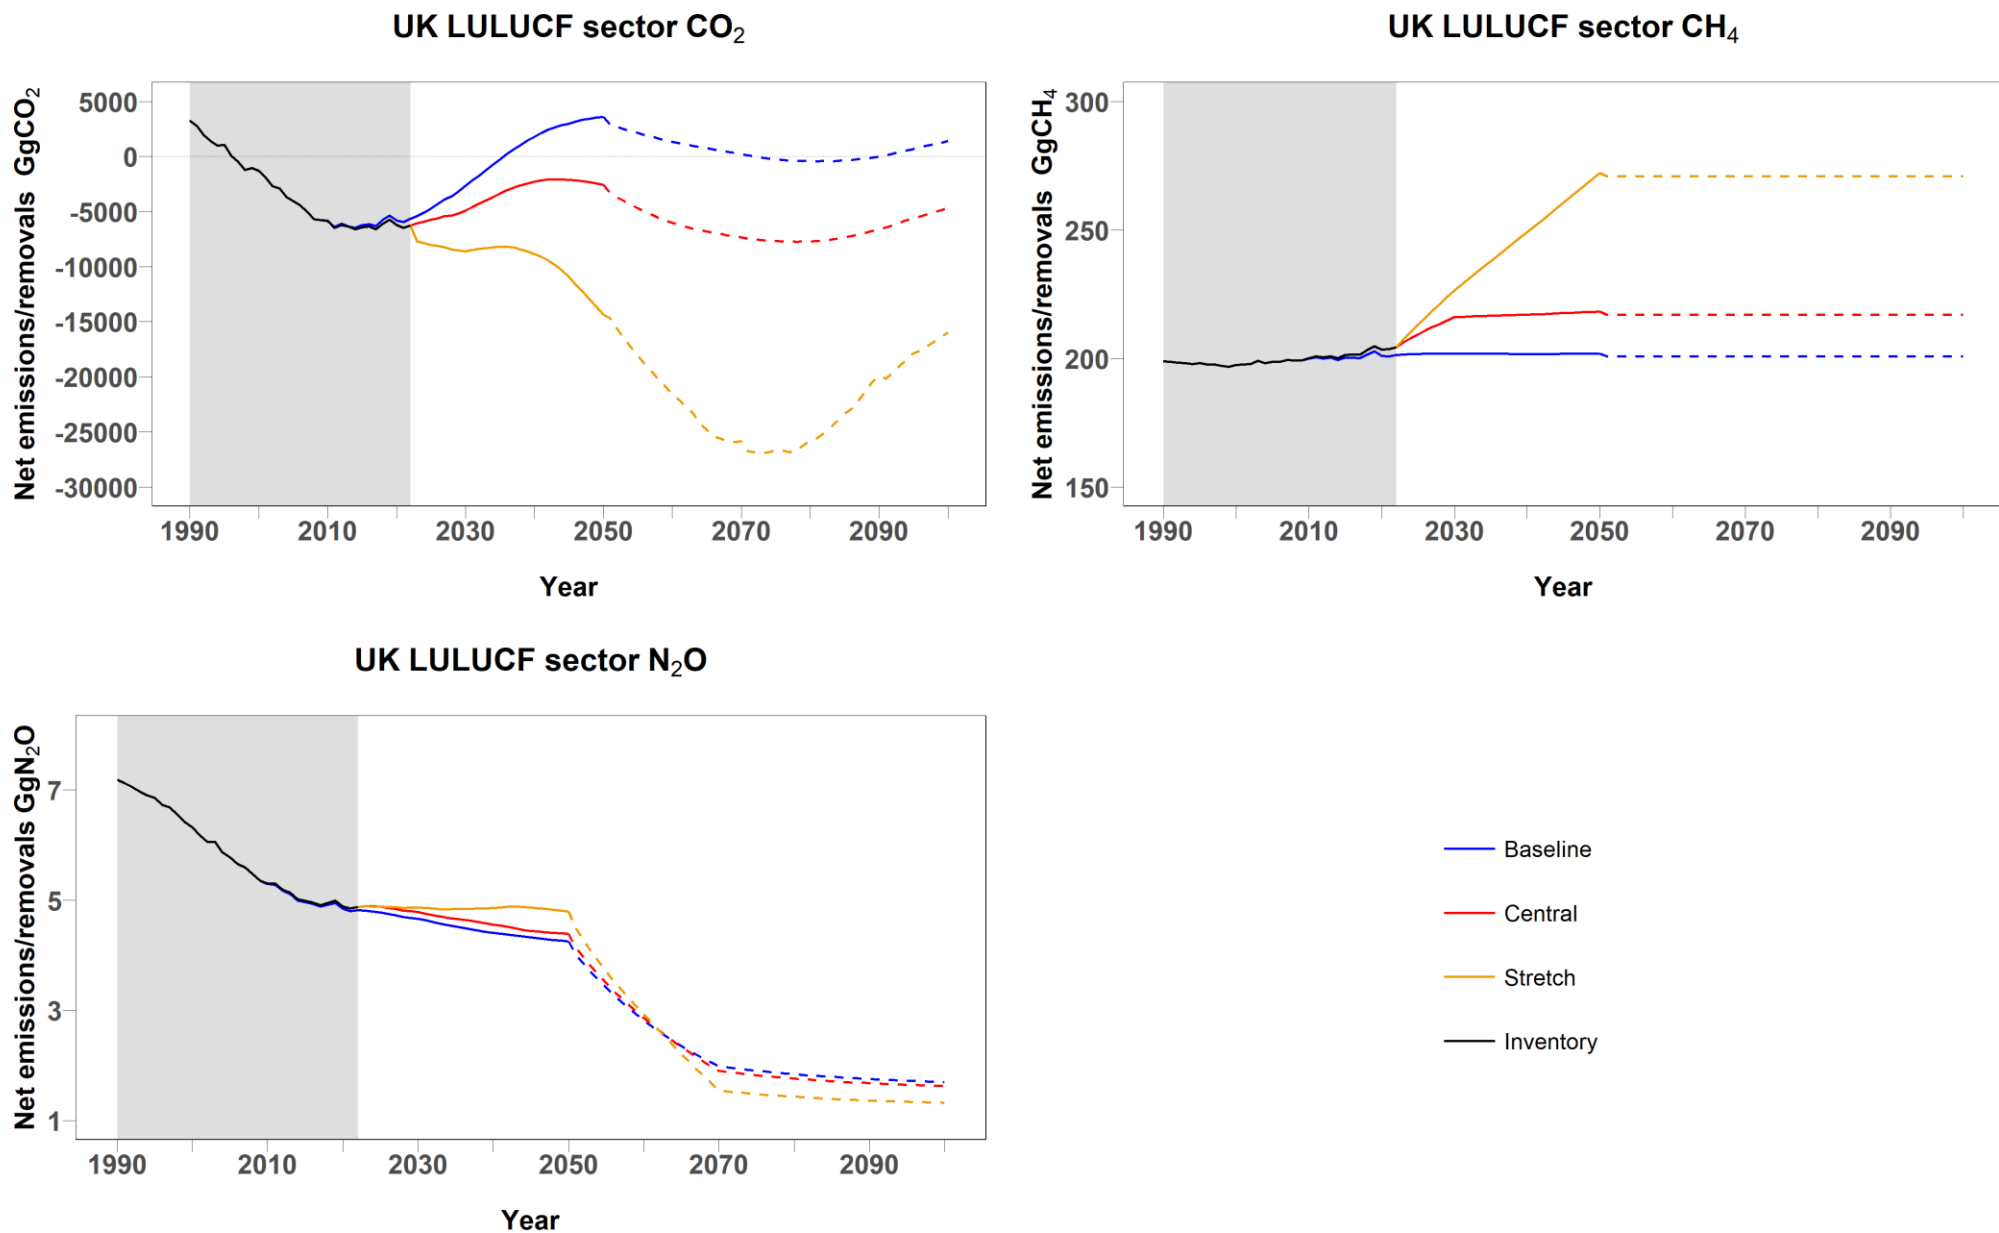 UK LULUCF sector CO₂
Net emissions/removals GgCO₂
5000
0
-5000
-10000
-15000
-20000
-25000
-30000
1990 2010 2030 2050 2070 2090
Year
UK LULUCF sector CH₄
Net emissions/removals GgCH₄
300
250
200
150
1990 2010 2030 2050 2070 2090
Year
UK LULUCF sector N₂O
Net emissions/removals GgN₂O
7
5
3
1
1990 2010 2030 2050 2070 2090
Year
Baseline
Central
Stretch
Inventory